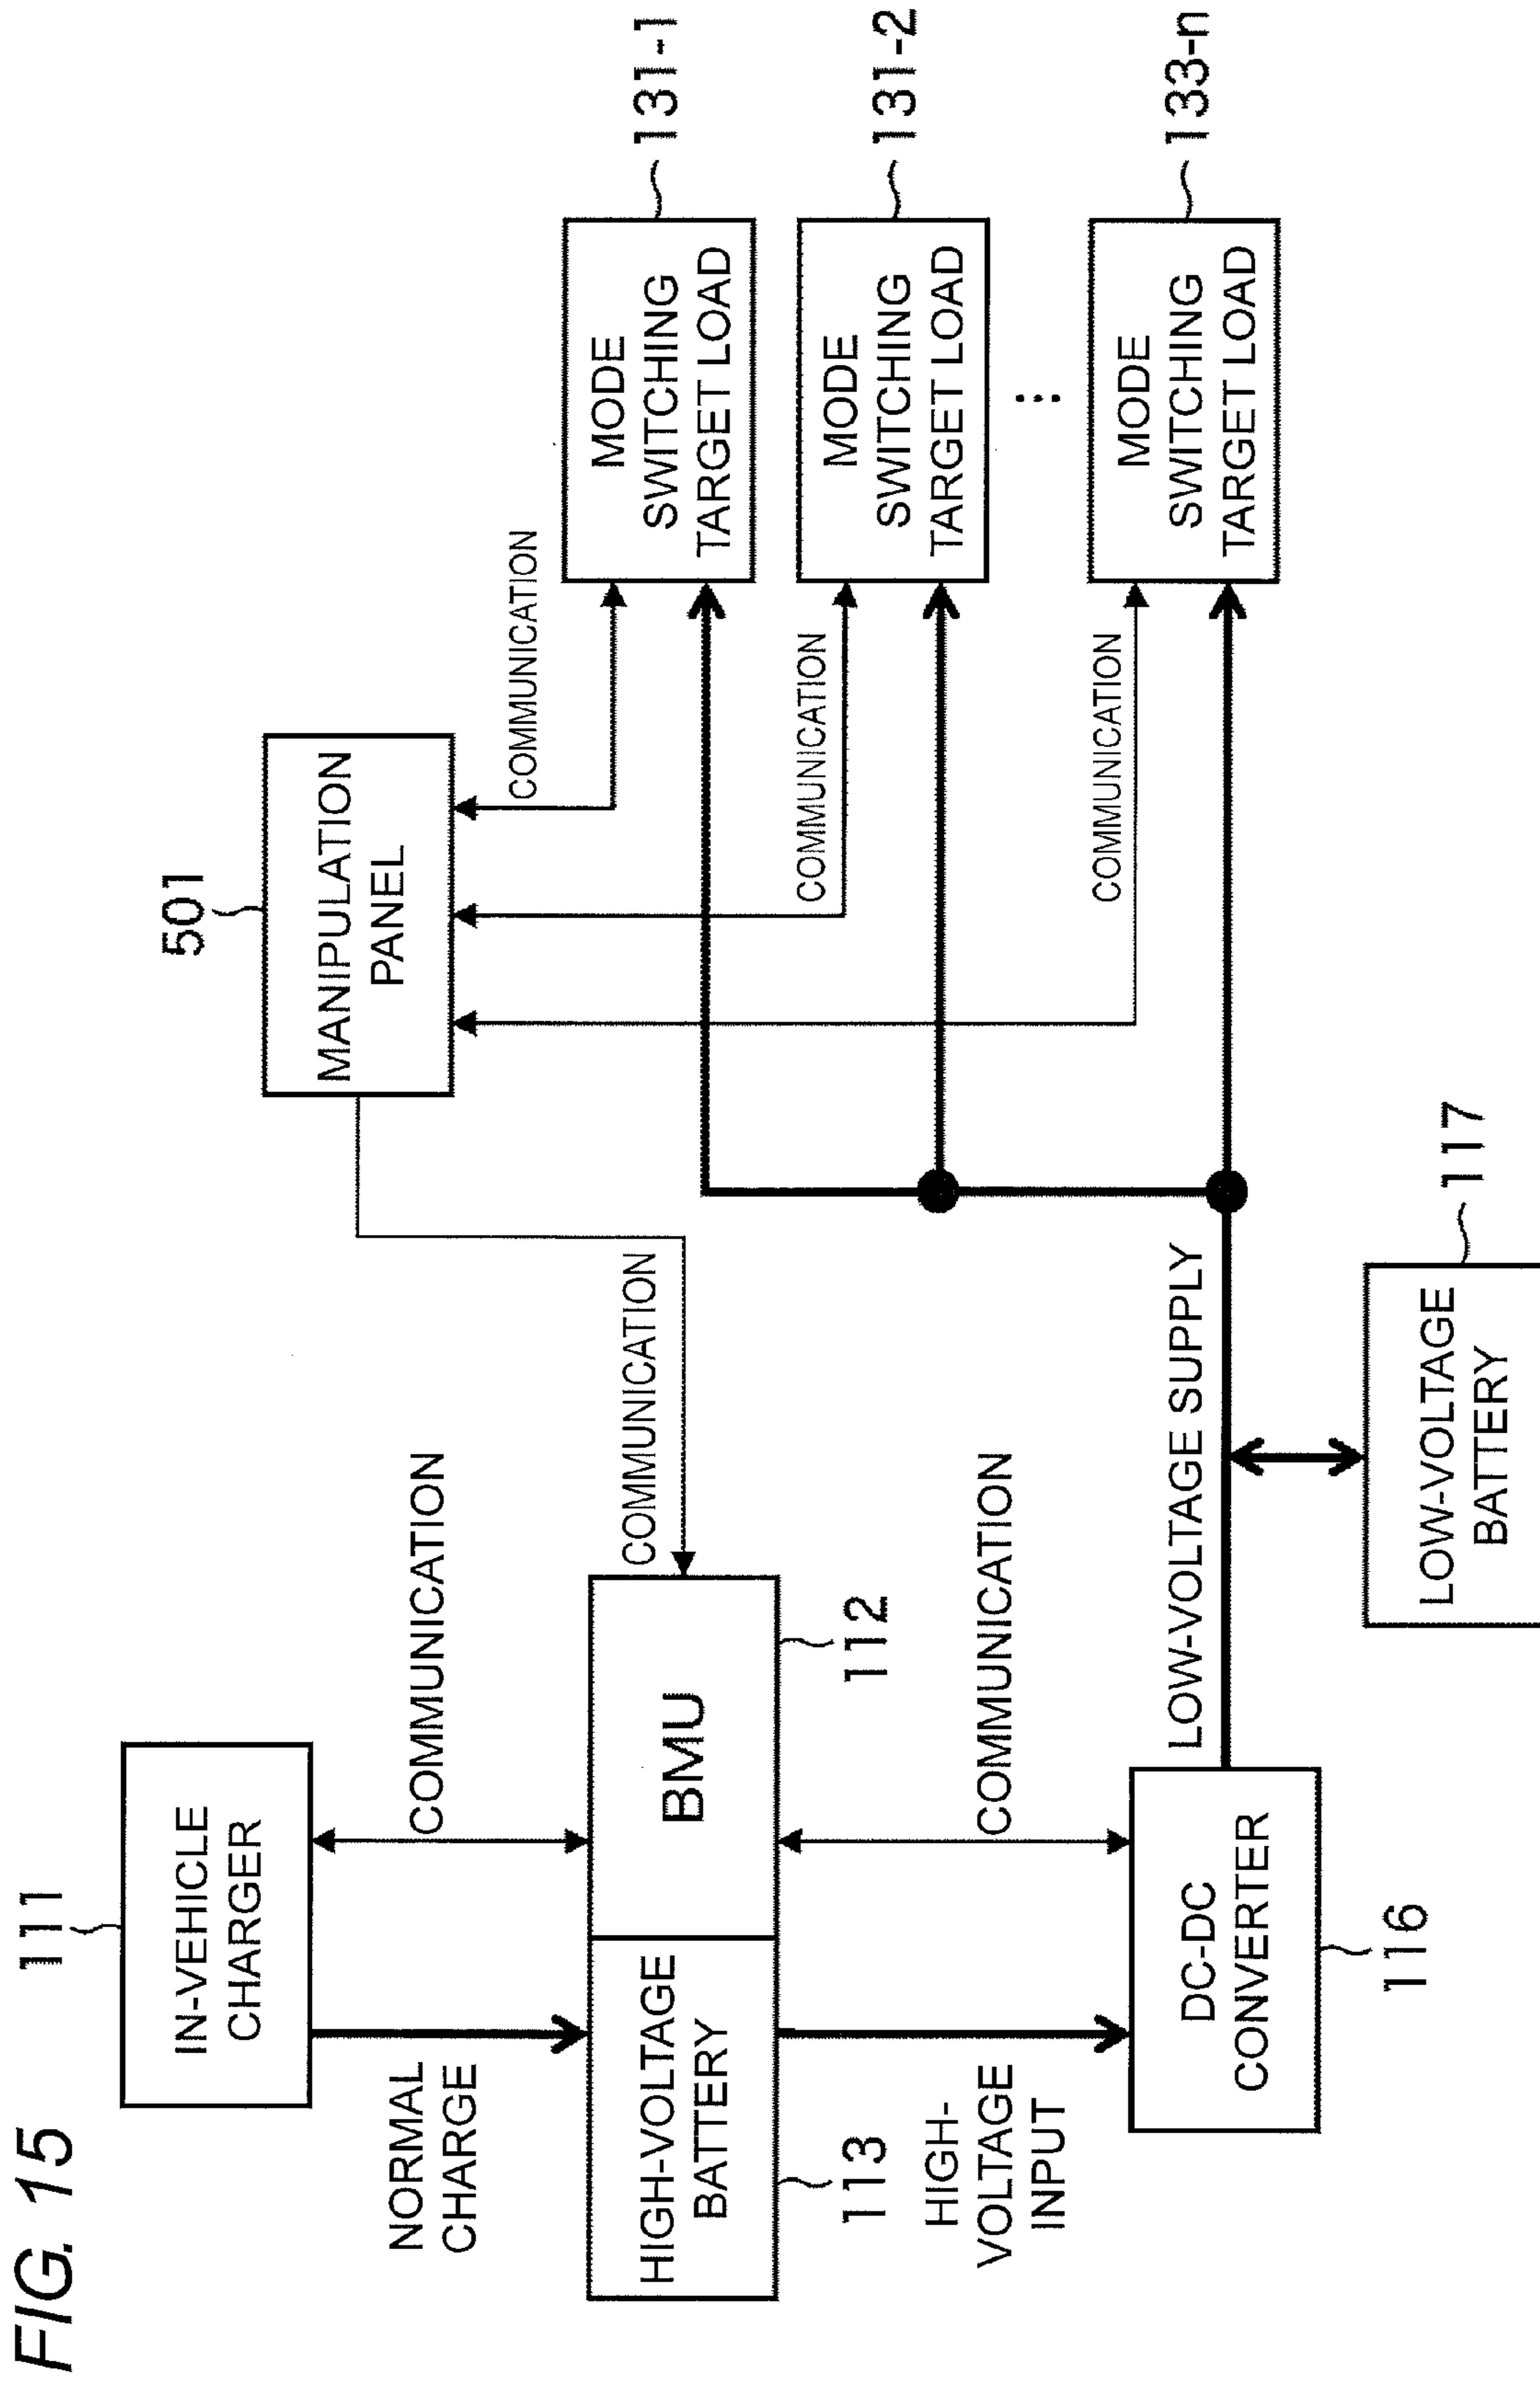 FIG. 15
111
IN-VEHICLE
CHARGER
NORMAL
CHARGE
COMMUNICATION
HIGH-VOLTAGE
BATTERY
BMU
113
112
HIGH-
VOLTAGE
INPUT
COMMUNICATION
DC-DC
CONVERTER
116
LOW-VOLTAGE SUPPLY
LOW-VOLTAGE
BATTERY
117
COMMUNICATION
501
MANIPULATION
PANEL
COMMUNICATION
COMMUNICATION
COMMUNICATION
MODE
SWITCHING
TARGET LOAD
131-1
MODE
SWITCHING
TARGET LOAD
131-2
⋮
MODE
SWITCHING
TARGET LOAD
133-n